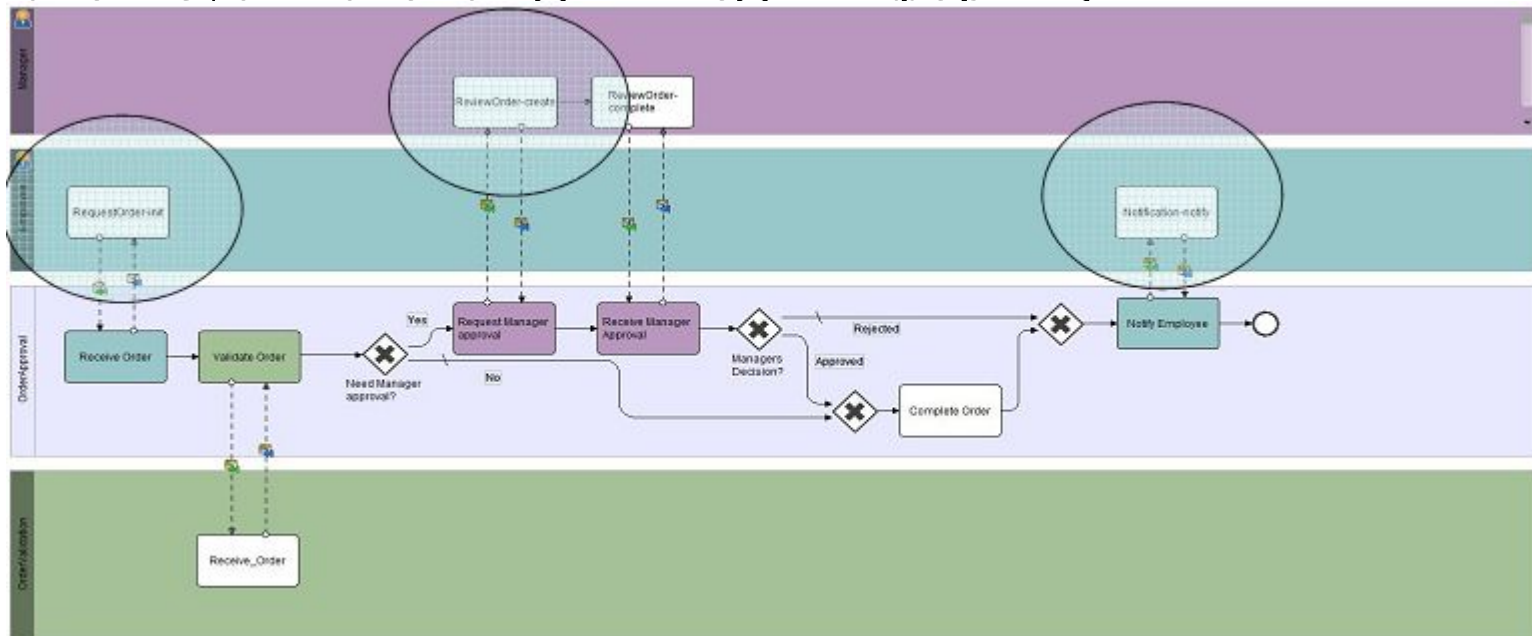 Manager
ReviewOrder-create
ReviewOrder-
complete
RequestOrder-init
Notification-notify
OrderApproval
Receive Order
Validate Order
Need Manager
approval?
Yes
No
Request Manager
approval
Receive Manager
Approval
Managers
Decision?
Rejected
Approved
Complete Order
Notify Employee
OrderValidation
Receive_Order